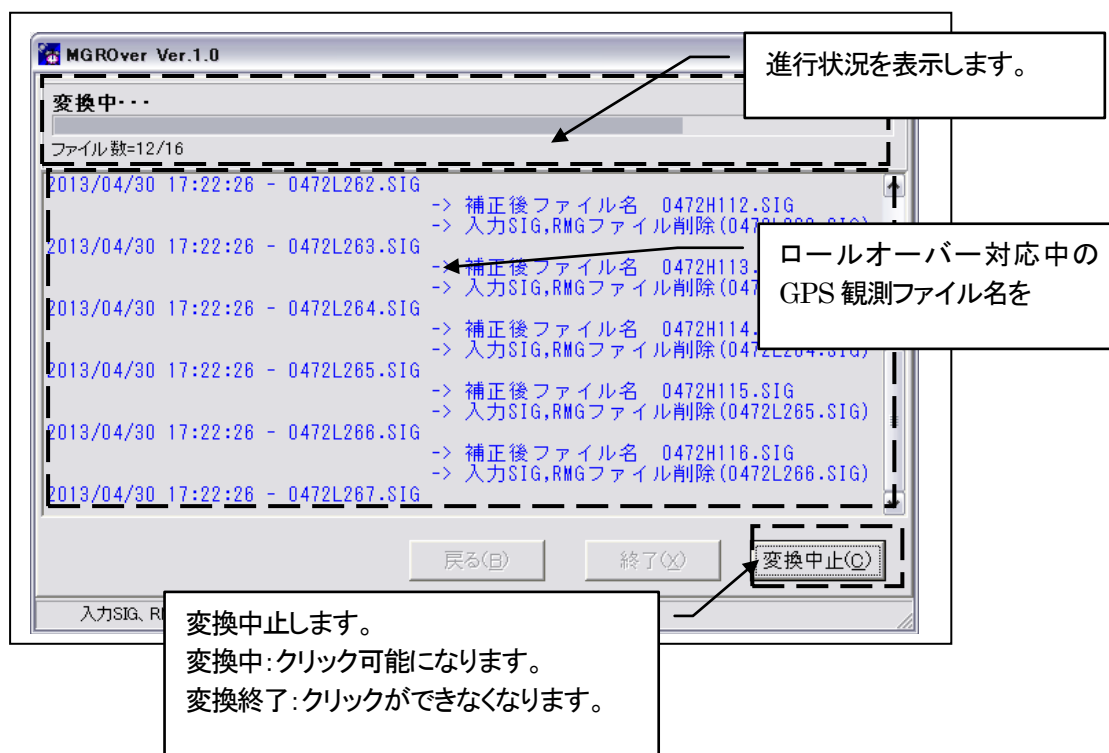 MGROver Ver.1.0
進行状況を表示します。
変換中・・・
ファイル数=12/16
2013/04/30 17:22:26 - 0472L262.SIG
-> 補正後ファイル名 0472H112.SIG
-> 入力SIG,RMGファイル削除(0472L262.SIG)
2013/04/30 17:22:26 - 0472L263.SIG
-> 補正後ファイル名 0472H113.
-> 入力SIG,RMGファイル削除(047
ロールオーバー対応中の
GPS 観測ファイル名を
2013/04/30 17:22:26 - 0472L264.SIG
-> 補正後ファイル名 0472H114.
-> 入力SIG,RMGファイル削除(0472L264.SIG)
2013/04/30 17:22:26 - 0472L265.SIG
-> 補正後ファイル名 0472H115.SIG
-> 入力SIG,RMGファイル削除(0472L265.SIG)
2013/04/30 17:22:26 - 0472L266.SIG
-> 補正後ファイル名 0472H116.SIG
-> 入力SIG,RMGファイル削除(0472L266.SIG)
2013/04/30 17:22:26 - 0472L267.SIG
戻る(B)
終了(X)
変換中止(C)
入力SIG、R
変換中止します。
変換中：クリック可能になります。
変換終了：クリックができなくなります。